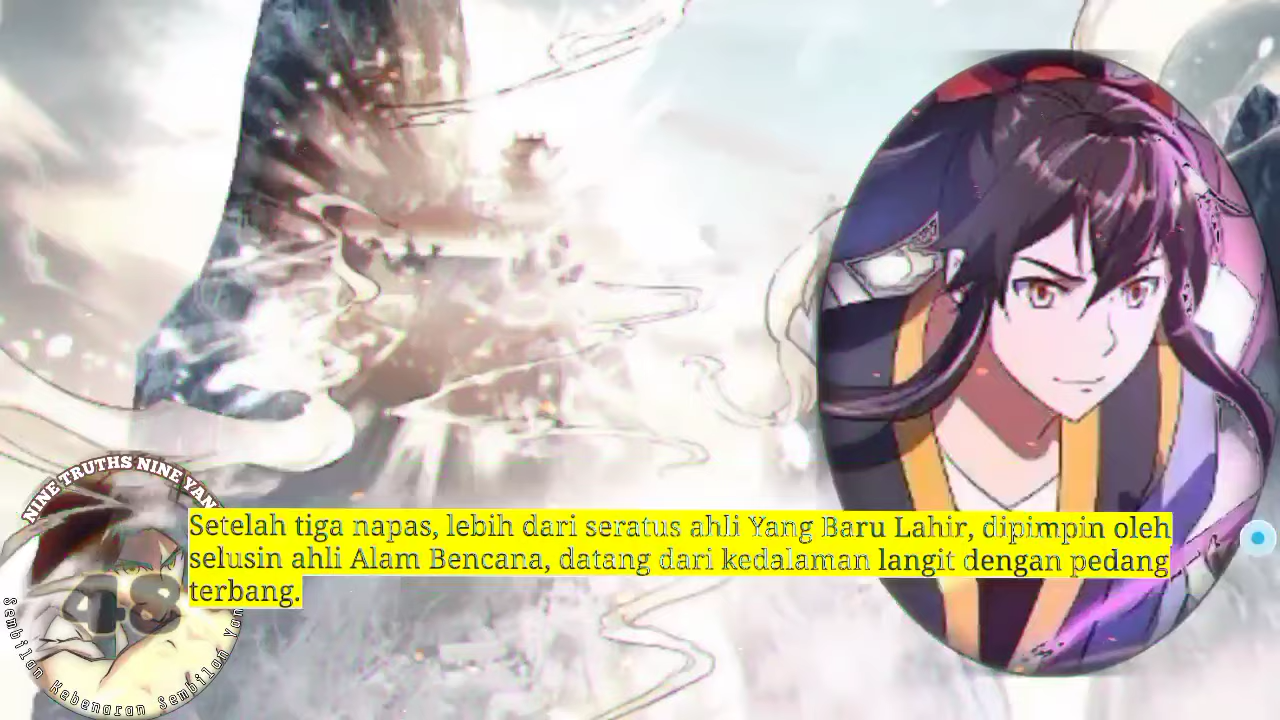 NINE TRUTHS NINE YAN
48
Setelah tiga napas, lebih dari seratus ahli Yang Baru Lahir, dipimpin oleh
selusin ahli Alam Bencana, datang dari kedalaman langit dengan pedang
terbang.
Sembilan Kebenaran Sembilan Yan